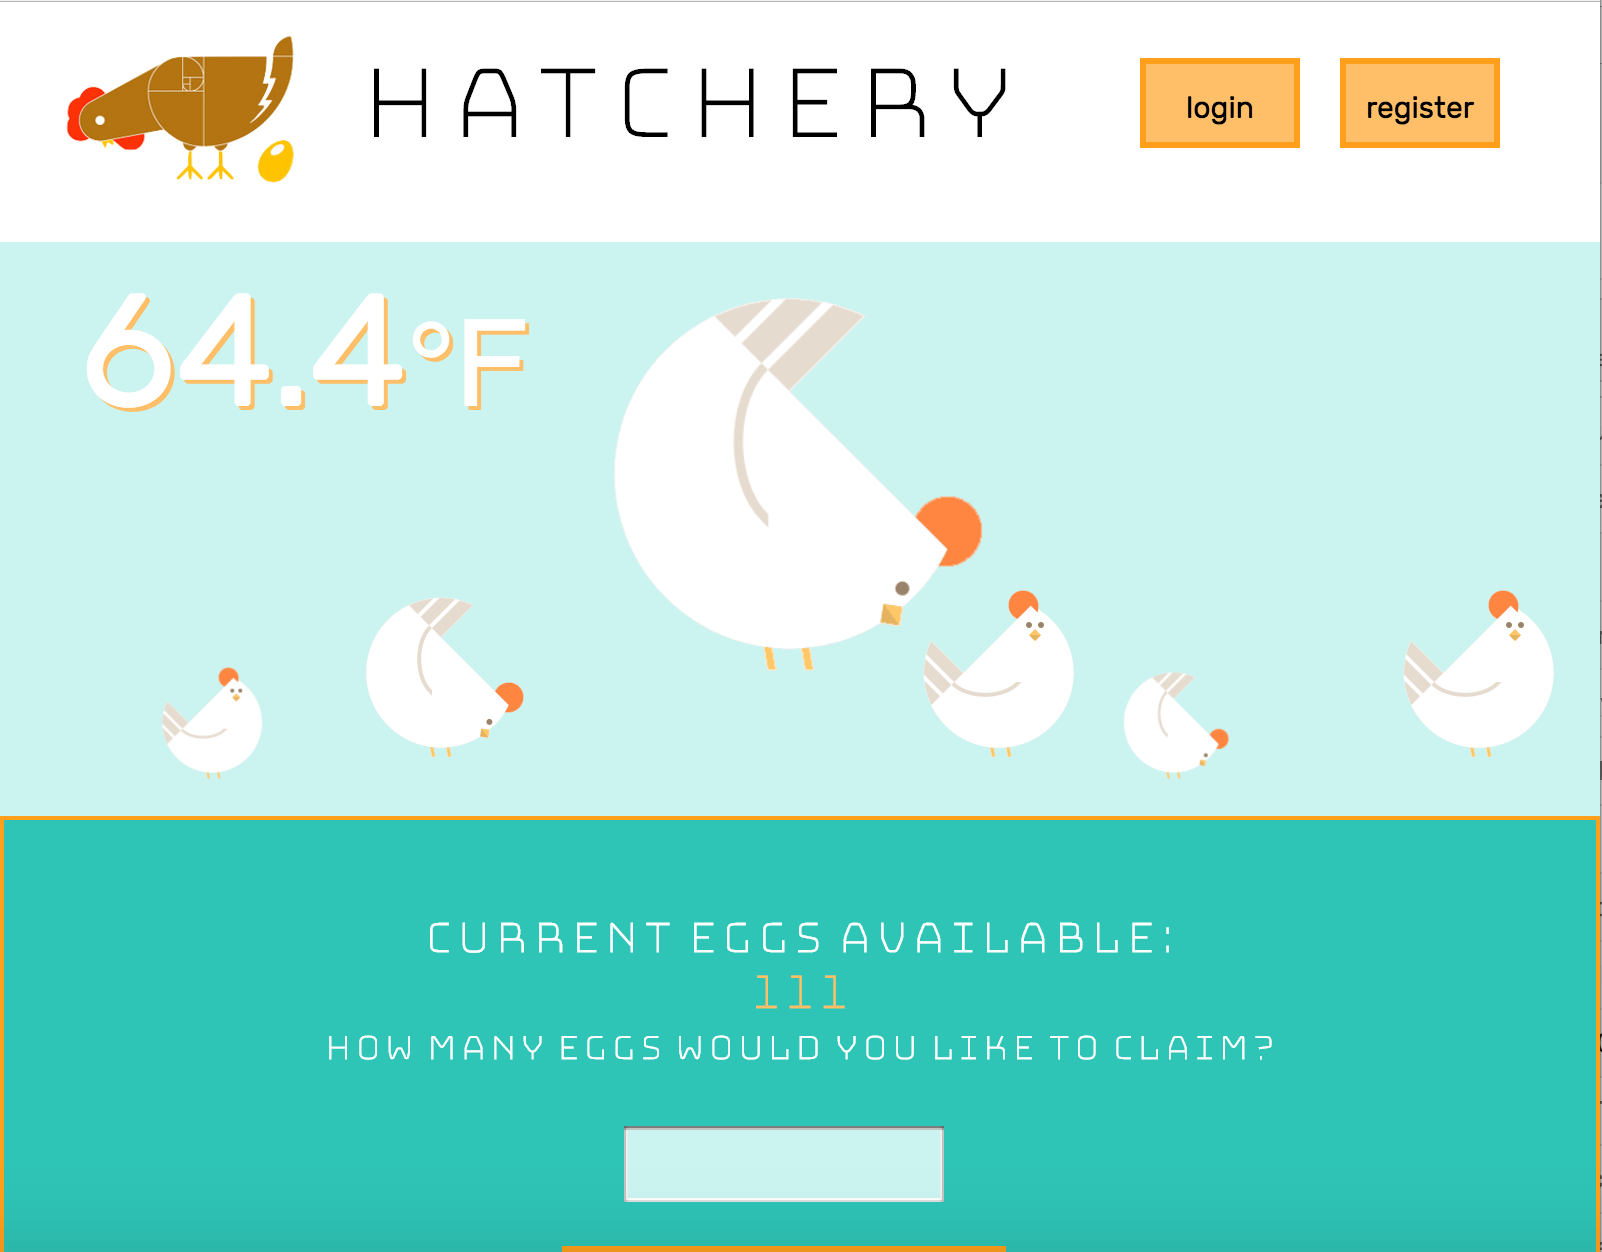 HATCHERY
login
register
64.4°F
CURRENT EGGS AVAILABLE:
111
HOW MANY EGGS WOULD YOU LIKE TO CLAIM?